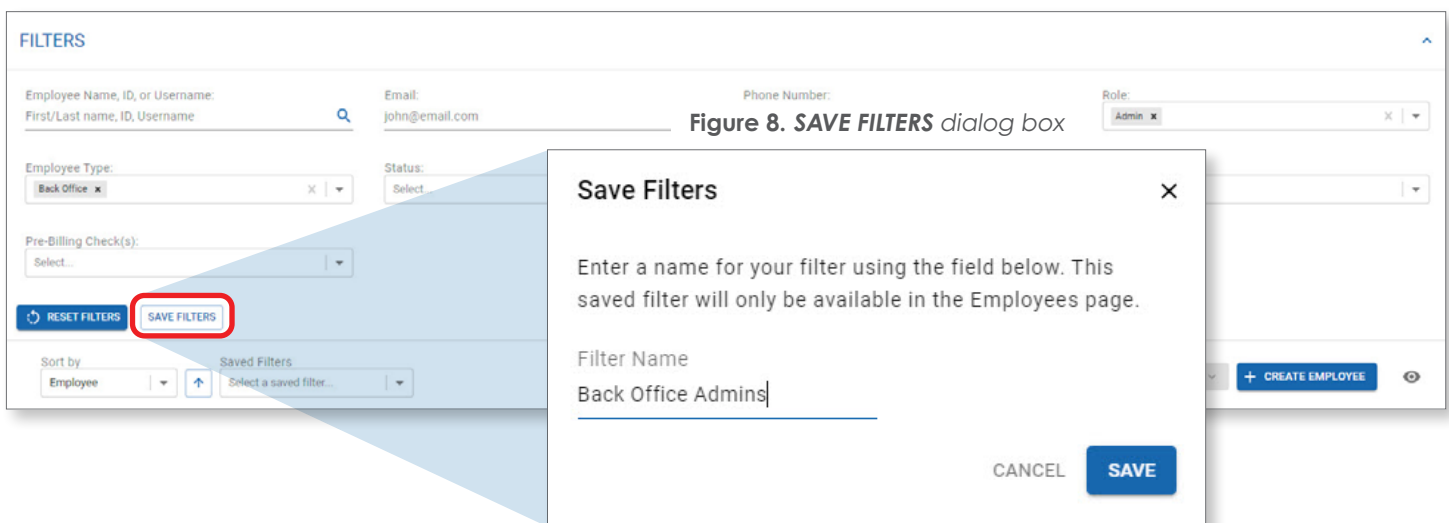 FILTERS
Employee Name, ID, or Username:
First/Last name, ID, Username
Email:
john@email.com
Phone Number:
Role:
Admin x
Figure 8. SAVE FILTERS dialog box
Employee Type:
Back Office x
Status:
Select...
Pre-Billing Check(s):
Select...
RESET FILTERS
SAVE FILTERS
Sort by
Employee
Saved Filters
Select a saved filter...
+ CREATE EMPLOYEE
Save Filters
Enter a name for your filter using the field below. This
saved filter will only be available in the Employees page.
Filter Name
Back Office Admins
CANCEL
SAVE